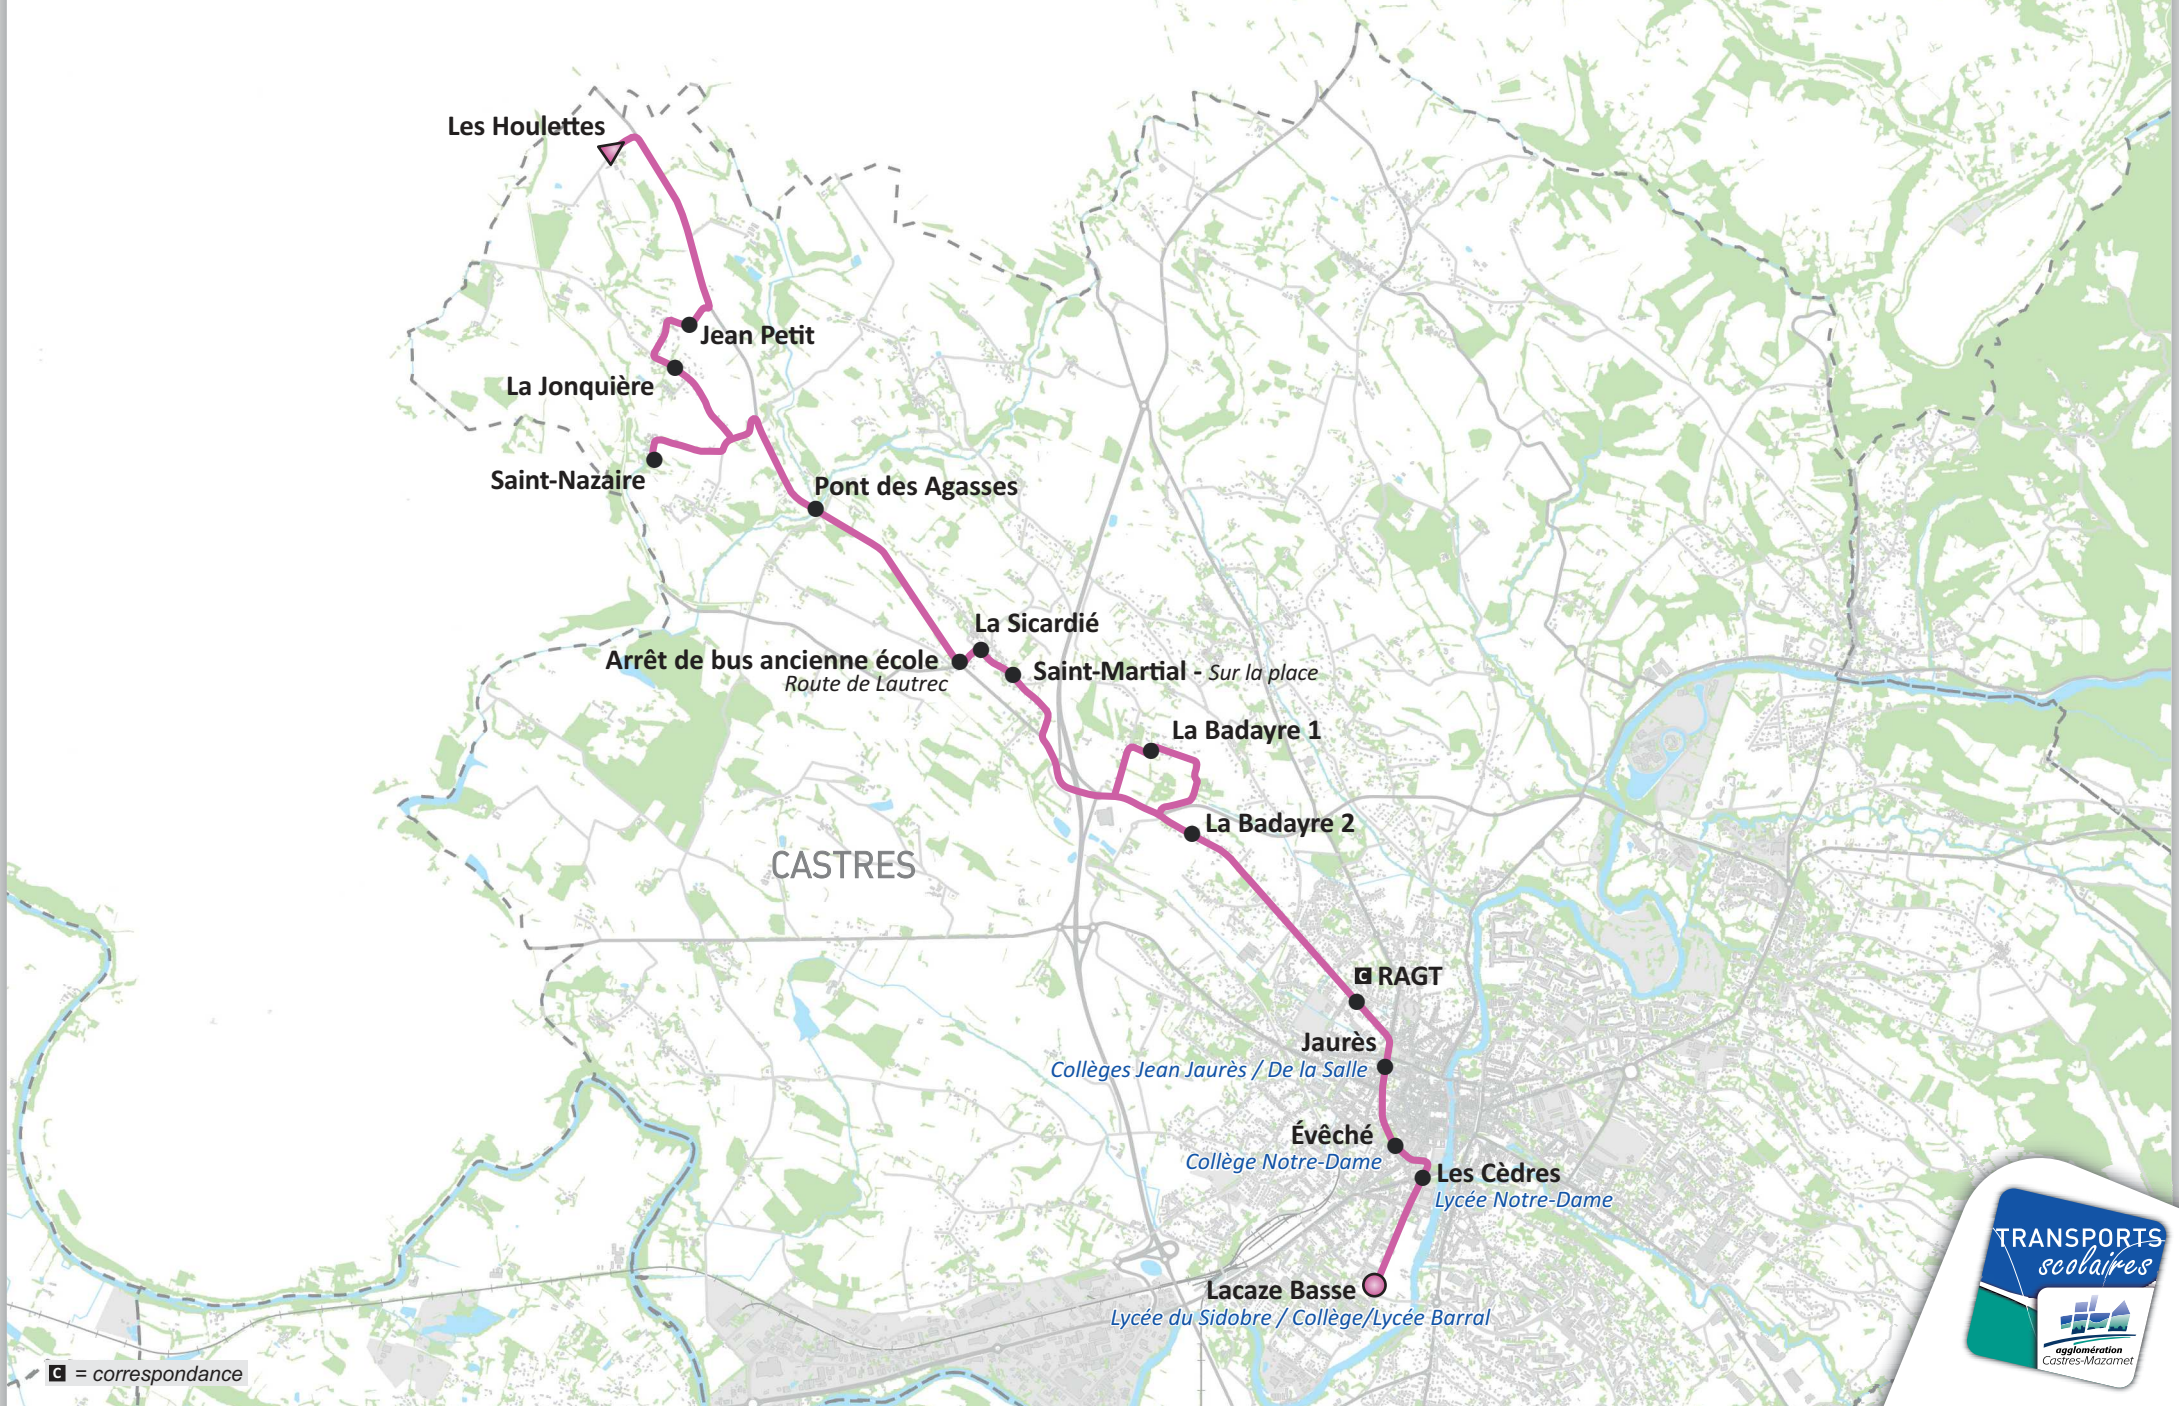 Les Houlettes
Jean Petit
La Jonquière
Saint-Nazaire
Pont des Agasses
La Sicardié
Arrêt de bus ancienne école
Route de Lautrec
Saint-Martial - Sur la place
La Badayre 1
La Badayre 2
CASTRES
C RAGT
Jaurès
Collèges Jean Jaurès / De la Salle
Évêché
Collège Notre-Dame
Les Cèdres
Lycée Notre-Dame
Lacaze Basse
Lycée du Sidobre / Collège/Lycée Barral
C = correspondance
TRANSPORTS
scolaires
agglomération
Castres-Mazamet